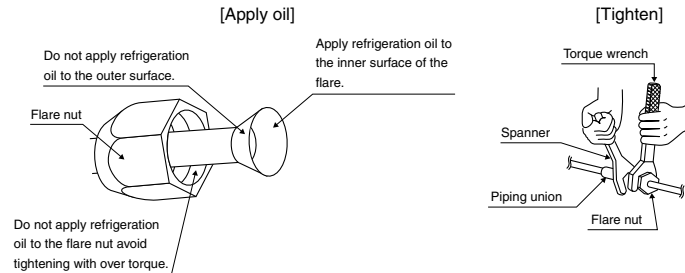 [Apply oil]
Do not apply refrigeration
oil to the outer surface.
Apply refrigeration oil to
the inner surface of the
flare.
Flare nut
Do not apply refrigeration
oil to the flare nut avoid
tightening with over torque.
[Tighten]
Torque wrench
Spanner
Piping union
Flare nut